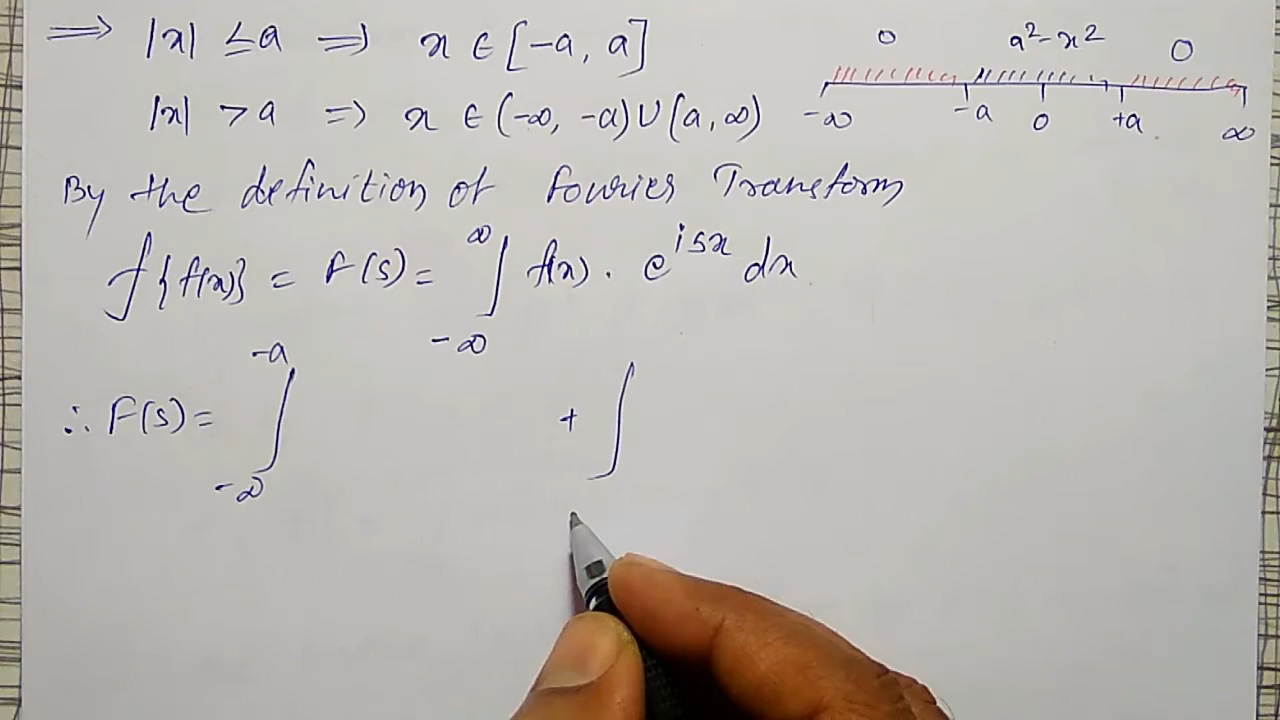 ⟹ |x| ≤ a ⟹ x ∈ [-a, a]
|x| > a ⟹ x ∈ (-∞, -a) ∪ (a, ∞)
0 a²-x² 0
-∞ -a 0 +a ∞
By the definition of Fourier Transform
F{f(x)} = F(s) = ∫_{-∞}^{∞} f(x) . e^{isx} dx
∴ F(s) = ∫_{-∞}^{-a} + ∫